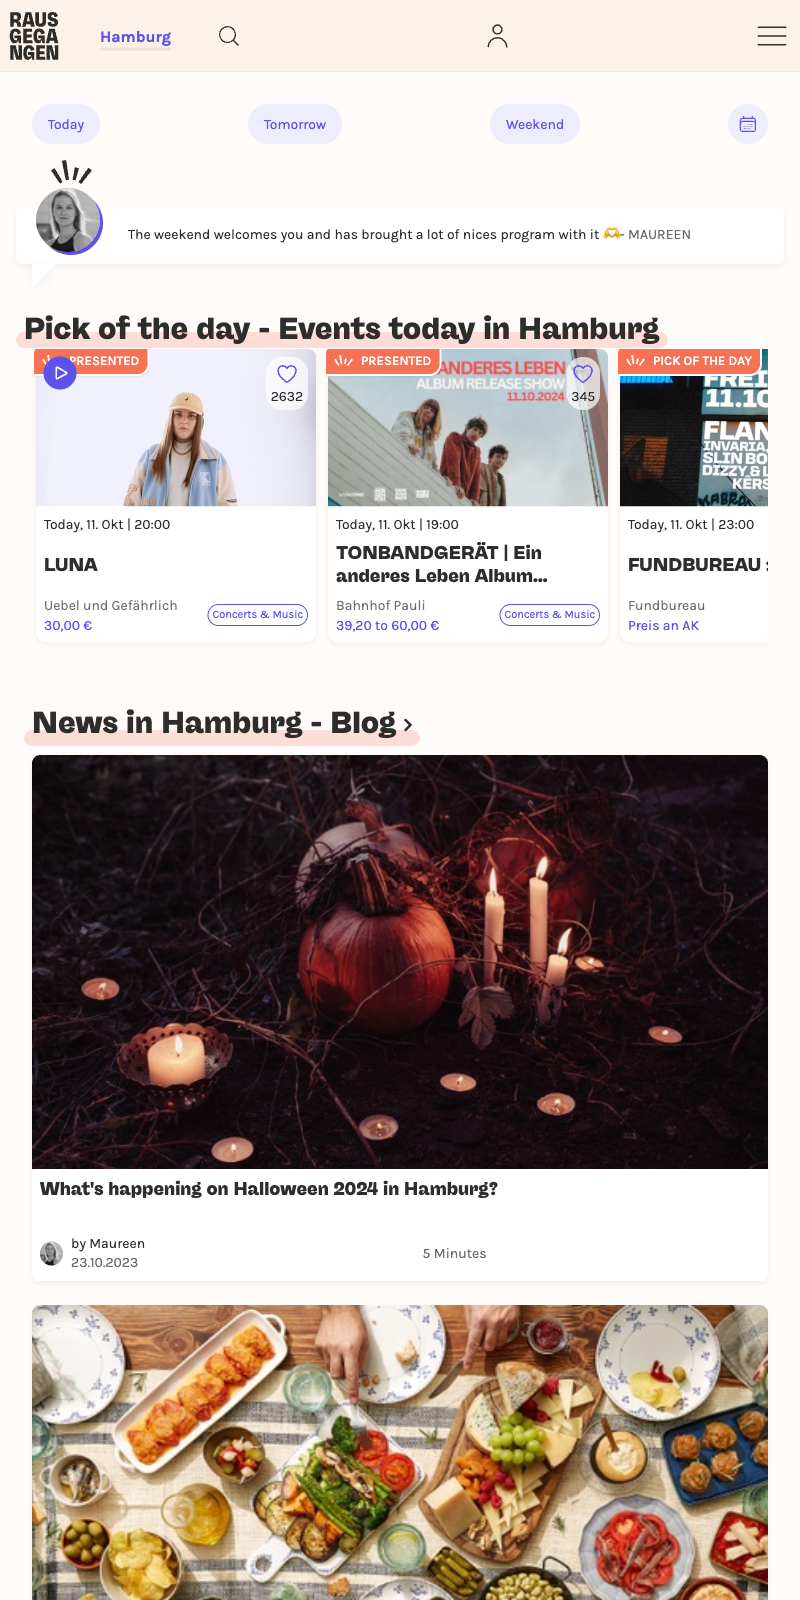 RAUS
GEGA
NGEN
Hamburg
Today
Tomorrow
Weekend
The weekend welcomes you and has brought a lot of nices program with it 🫶- MAUREEN
Pick of the day - Events today in Hamburg
PRESENTED
2632
Today, 11. Okt | 20:00
LUNA
Uebel und Gefährlich
30,00 €
Concerts & Music
PRESENTED
ANDERES LEBEN
ALBUM RELEASE SHOW
11.10.2024
345
Today, 11. Okt | 19:00
TONBANDGERÄT | Ein
anderes Leben Album...
Bahnhof Pauli
39,20 to 60,00 €
Concerts & Music
PICK OF THE DAY
FREI
11.10
FLAN
INVARIA
SLIN BO
DIZZY & L
KERS
Today, 11. Okt | 23:00
FUNDBUREAU
Fundbureau
Preis an AK
News in Hamburg - Blog
What's happening on Halloween 2024 in Hamburg?
by Maureen
23.10.2023
5 Minutes